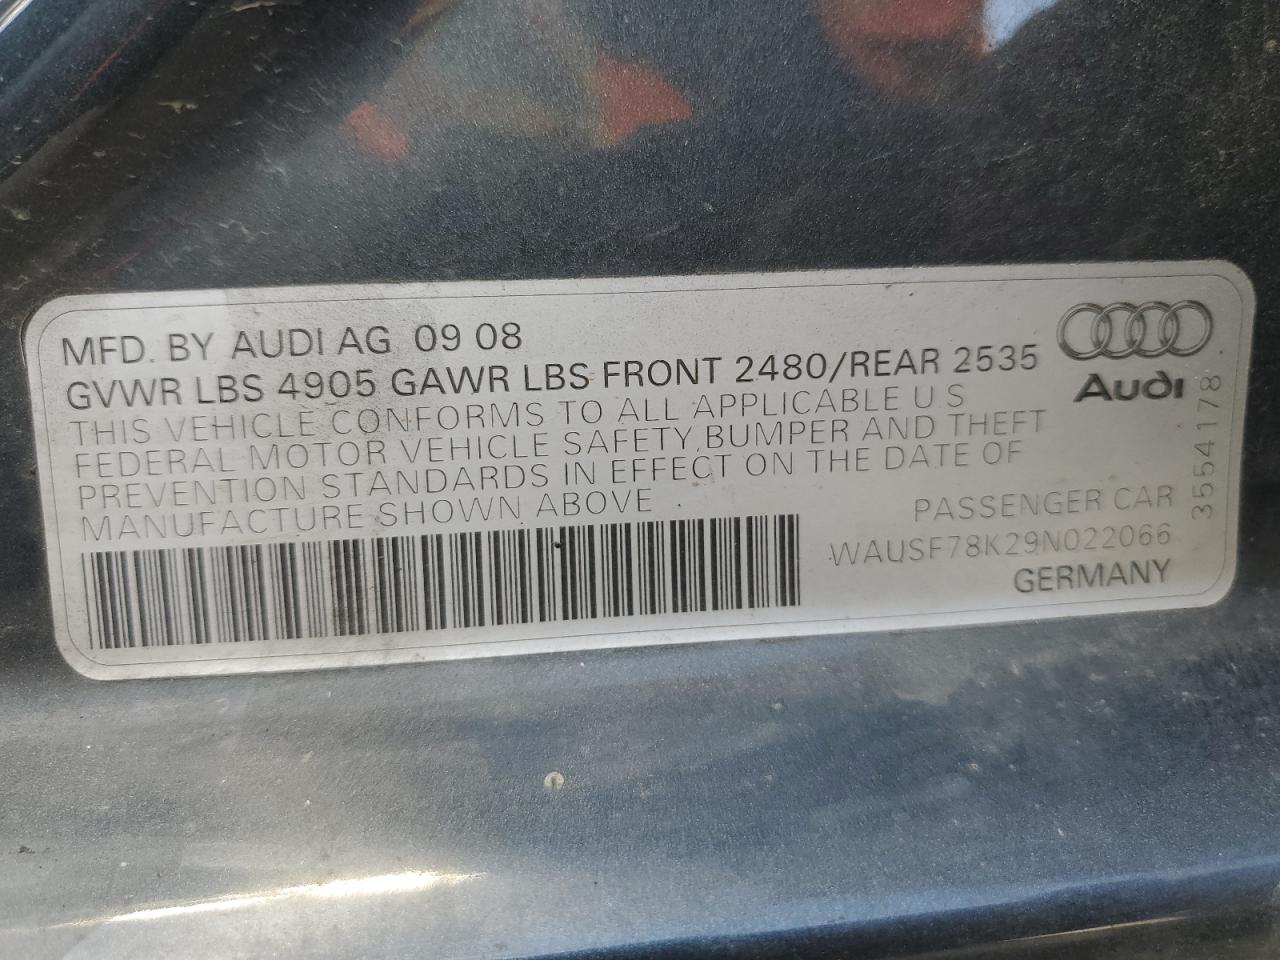 MFD. BY AUDI AG 09 08
GVWR LBS 4905 GAWR LBS FRONT 2480/REAR 2535
THIS VEHICLE CONFORMS TO ALL APPLICABLE U S
FEDERAL MOTOR VEHICLE SAFETY, BUMPER AND THEFT
PREVENTION STANDARDS IN EFFECT ON THE DATE OF
MANUFACTURE SHOWN ABOVE
PASSENGER CAR
WAUSF78K29N022066
GERMANY
Audi
3554178